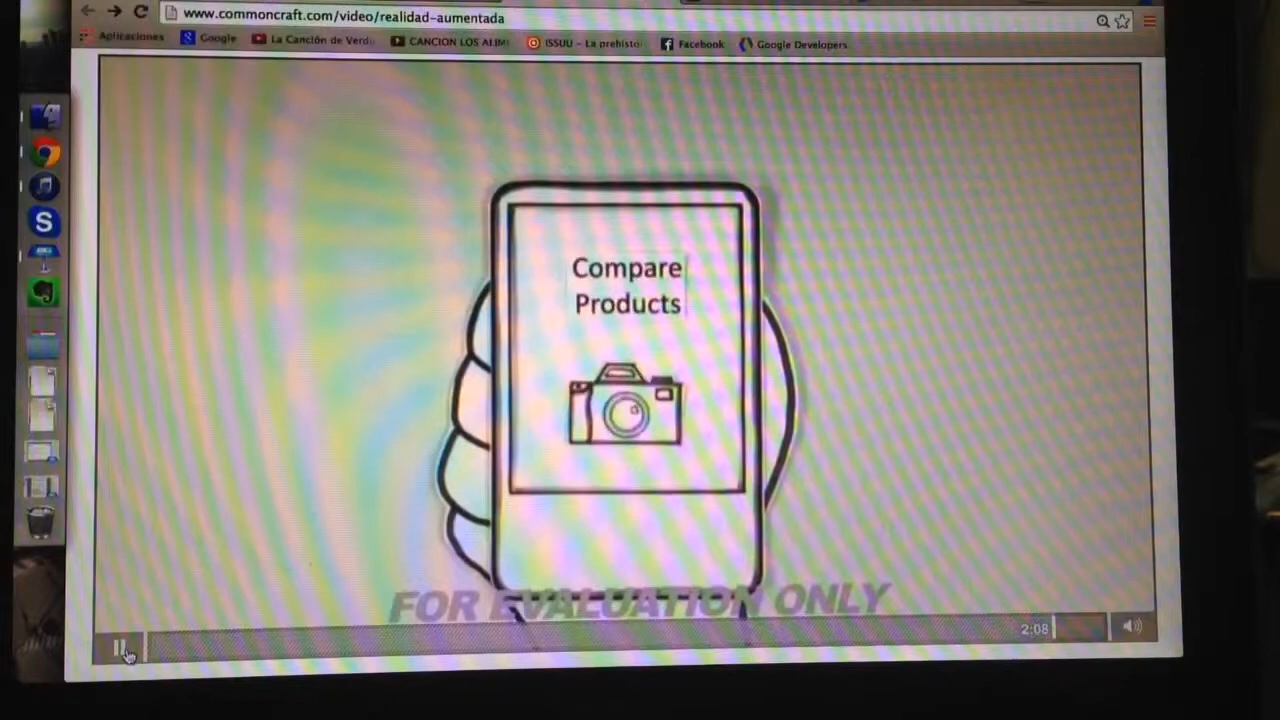 www.commoncraft.com/video/realidad-aumentada
Aplicaciones Google La Canción de Verd CANCION LOS ALIM ISSUU - La prehisto Facebook Google Developers
Compare
Products
FOR EVALUATION ONLY
2:08